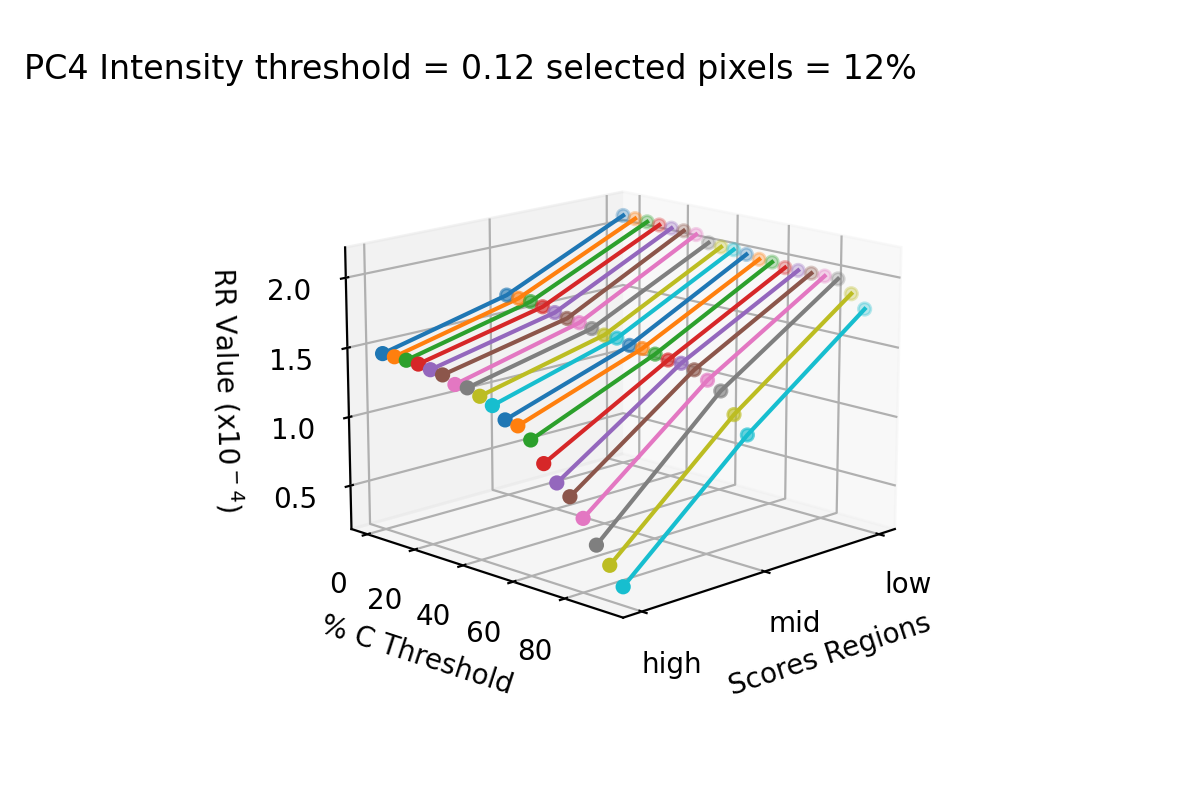 PC4 Intensity threshold = 0.12 selected pixels = 12%
RR Value (x10⁻⁴)
2.0
1.5
1.0
0.5
0
20
40
60
80
% C Threshold
high
mid
low
Scores Regions